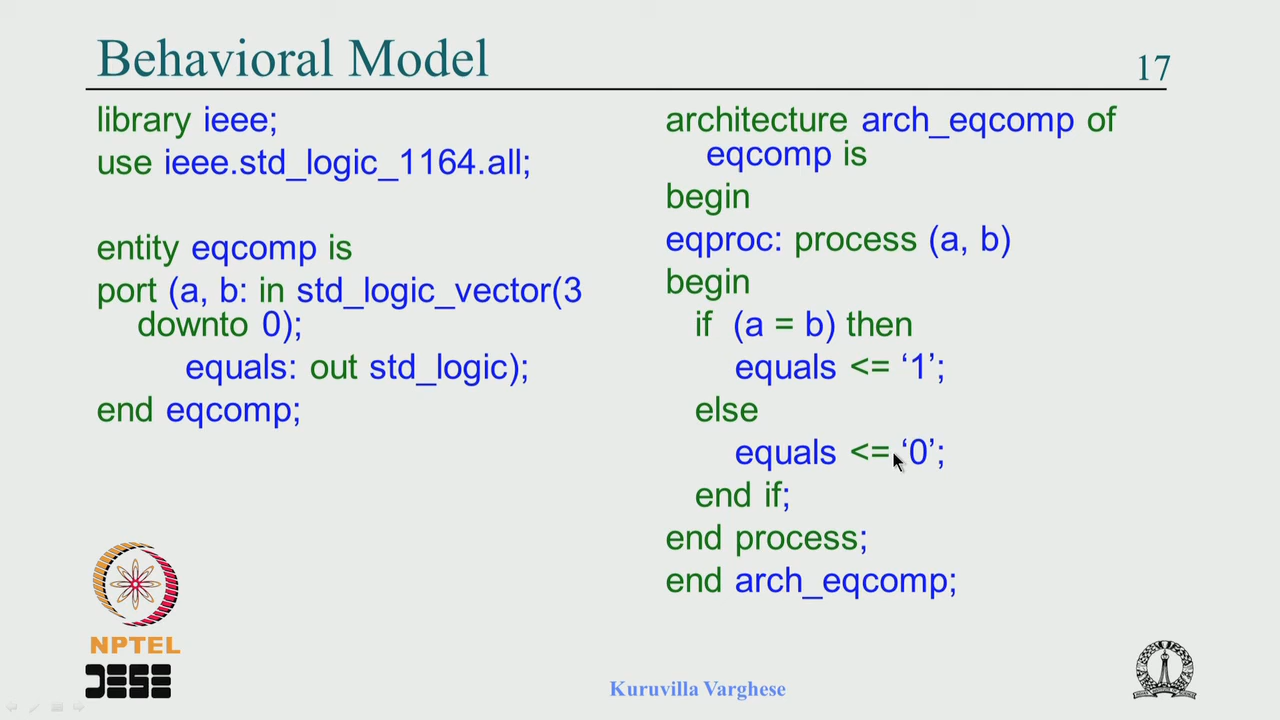 Behavioral Model
17
library ieee;
use ieee.std_logic_1164.all;
entity eqcomp is
port (a, b: in std_logic_vector(3
downto 0);
equals: out std_logic);
end eqcomp;
architecture arch_eqcomp of
eqcomp is
begin
eqproc: process (a, b)
begin
if (a = b) then
equals <= ‘1’;
else
equals <= ‘0’;
end if;
end process;
end arch_eqcomp;
NPTEL
DESE
Kuruvilla Varghese